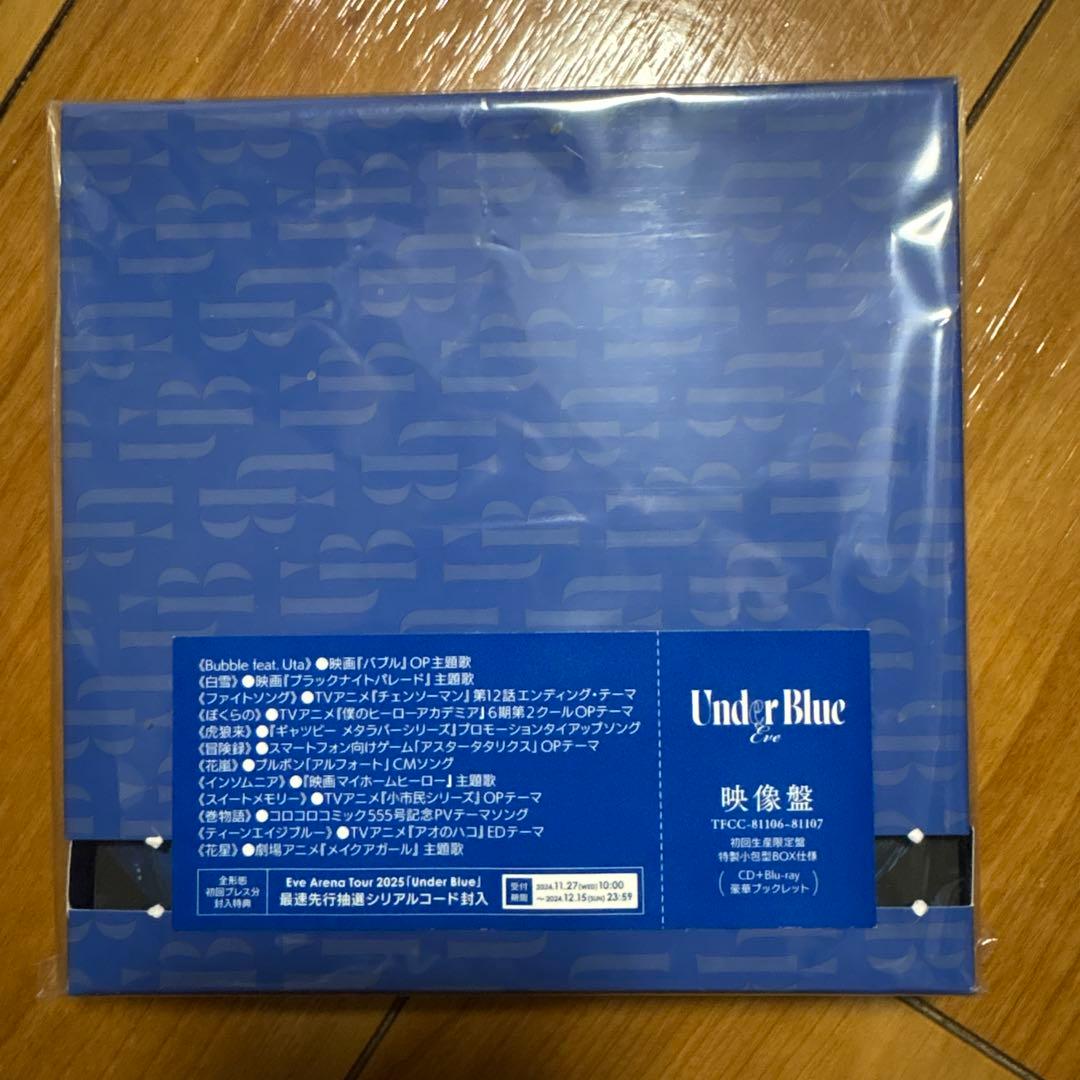 《Bubble feat. Uta》●映画『バブル』OP主題歌
《白雪》●映画『ブラックナイトパレード』主題歌
《ファイトソング》●TVアニメ『チェンソーマン』第12話エンディング・テーマ
《ぼくらの》●TVアニメ『僕のヒーローアカデミア』6期第2クールOPテーマ
《虎狼来》●『ギャツビー メタラバーシリーズ』プロモーションタイアップソング
《冒険録》●スマートフォン向けゲーム「アスタータタリクス」OPテーマ
《花嵐》●ブルボン「アルフォート」CMソング
《インソムニア》●『映画マイホームヒーロー』主題歌
《スイートメモリー》●TVアニメ『小市民シリーズ』OPテーマ
《巻物語》●コロコロコミック555号記念PVテーマソング
《ティーンエイジブルー》●TVアニメ『アオのハコ』EDテーマ
《花星》●劇場アニメ『メイクアガール』主題歌
全形態
初回プレス分
封入特典
Eve Arena Tour 2025「Under Blue」
最速先行抽選シリアルコード封入
受付
期間
2024.11.27(WED)10:00
～2024.12.15(SUN)23:59
Under Blue
Eve
映像盤
TFCC-81106~81107
初回生産限定盤
特製小包型BOX仕様
(CD+Blu-ray
豪華ブックレット)